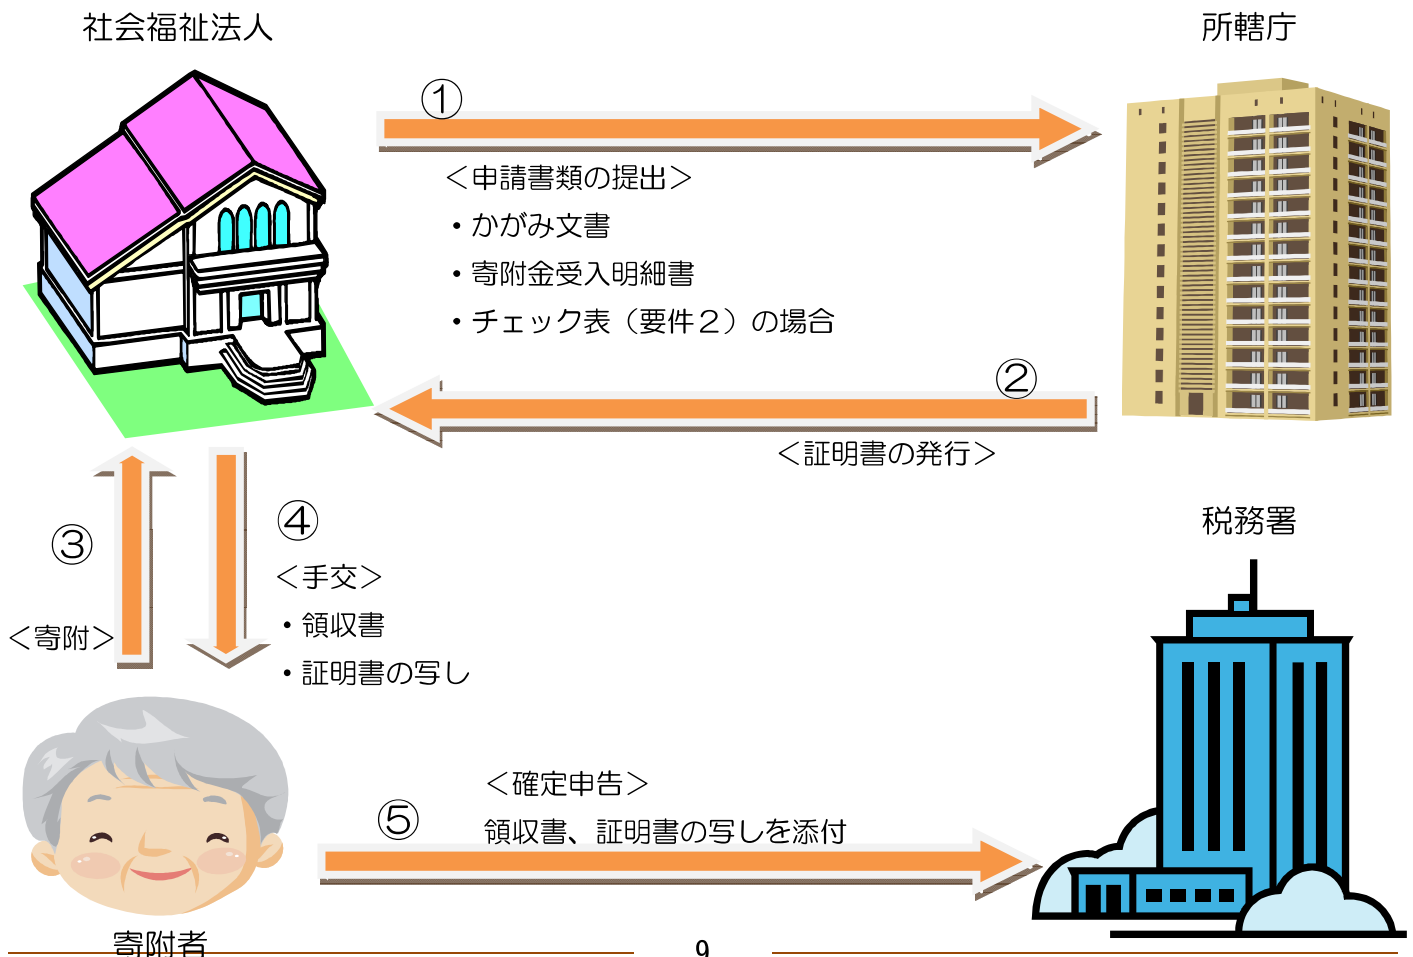 社会福祉法人
所轄庁
①
＜申請書類の提出＞
・かがみ文書
・寄附金受入明細書
・チェック表（要件２）の場合
②
＜証明書の発行＞
③
＜寄附＞
④
＜手交＞
・領収書
・証明書の写し
税務署
⑤
＜確定申告＞
領収書、証明書の写しを添付
寄附者
9